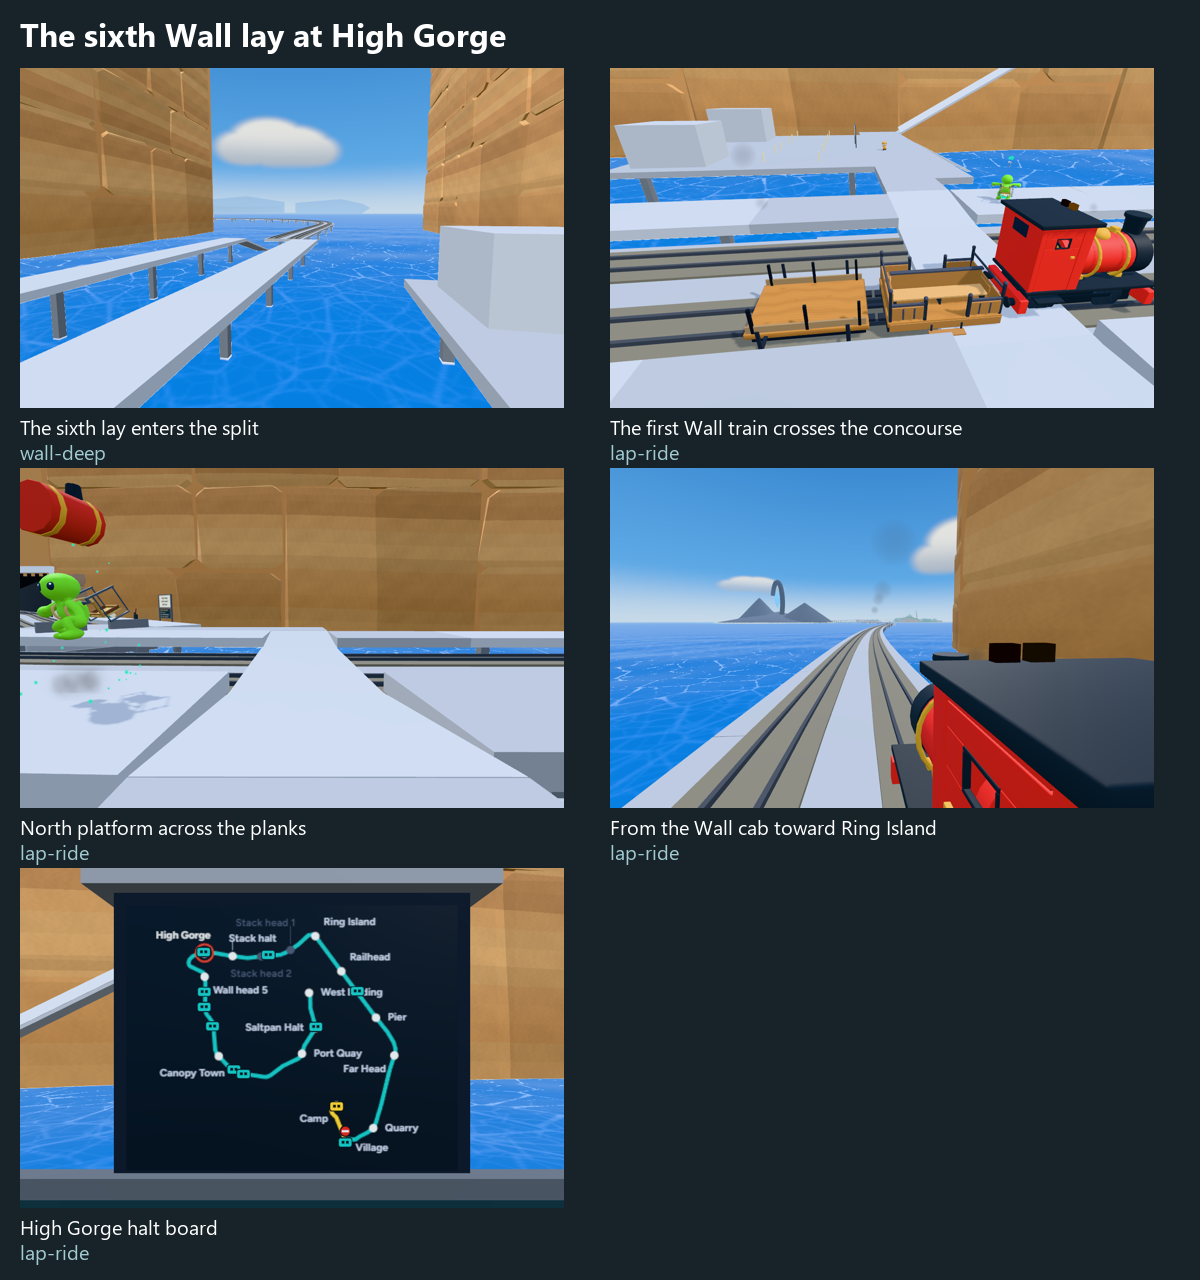 The sixth Wall lay at High Gorge
The sixth lay enters the split
wall-deep
The first Wall train crosses the concourse
lap-ride
North platform across the planks
lap-ride
From the Wall cab toward Ring Island
lap-ride
Stack head 1
Ring Island
High Gorge
Stack halt
Railhead
Stack head 2
Wall head 5
Pier
Saltpan Halt
Port Quay
Far Head
Canopy Town
Camp
Quarry
Village
High Gorge halt board
lap-ride